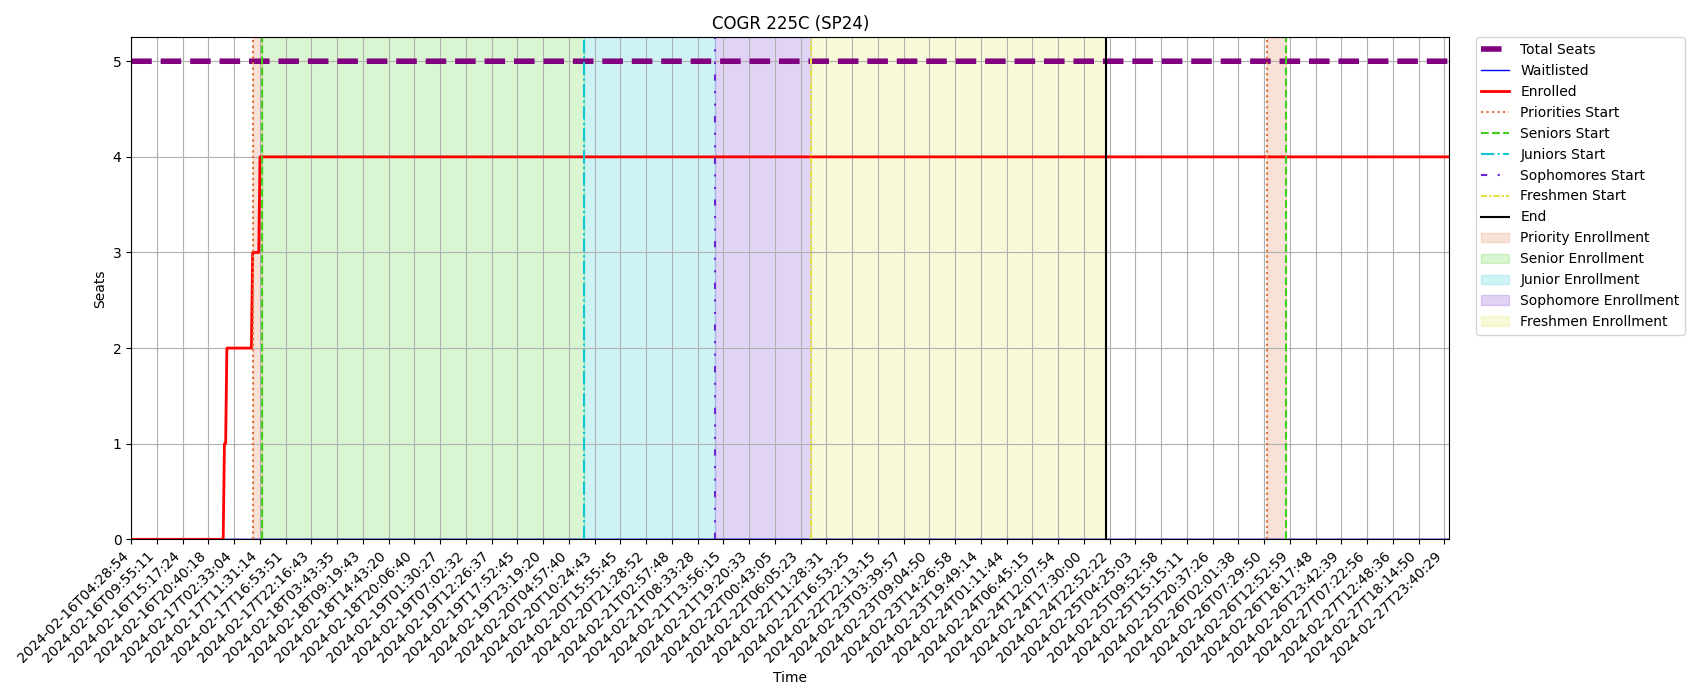 COGR 225C (SP24)
Seats
5
4
3
2
1
0
2024-02-16T04:28:54
2024-02-16T09:55:11
2024-02-16T15:17:24
2024-02-16T20:40:18
2024-02-17T02:33:04
2024-02-17T11:31:14
2024-02-17T16:53:51
2024-02-17T22:16:43
2024-02-18T03:43:35
2024-02-18T09:19:43
2024-02-18T14:43:20
2024-02-18T20:06:40
2024-02-19T01:30:27
2024-02-19T07:02:32
2024-02-19T12:26:37
2024-02-19T17:52:45
2024-02-19T23:19:20
2024-02-20T04:57:40
2024-02-20T10:24:43
2024-02-20T15:55:45
2024-02-20T21:28:52
2024-02-21T02:57:48
2024-02-21T08:33:28
2024-02-21T13:56:15
2024-02-21T19:20:33
2024-02-22T00:43:05
2024-02-22T06:05:23
2024-02-22T11:28:31
2024-02-22T16:53:25
2024-02-22T22:13:15
2024-02-23T03:39:57
2024-02-23T09:04:50
2024-02-23T14:26:58
2024-02-23T19:49:14
2024-02-24T01:11:44
2024-02-24T06:45:15
2024-02-24T12:07:54
2024-02-24T17:30:00
2024-02-24T22:52:22
2024-02-25T04:25:03
2024-02-25T09:52:58
2024-02-25T15:15:11
2024-02-25T20:37:26
2024-02-26T02:01:38
2024-02-26T07:29:50
2024-02-26T12:52:59
2024-02-26T18:17:48
2024-02-26T23:42:39
2024-02-27T07:22:56
2024-02-27T12:48:36
2024-02-27T18:14:50
2024-02-27T23:40:29
Time
Total Seats
Waitlisted
Enrolled
Priorities Start
Seniors Start
Juniors Start
Sophomores Start
Freshmen Start
End
Priority Enrollment
Senior Enrollment
Junior Enrollment
Sophomore Enrollment
Freshmen Enrollment